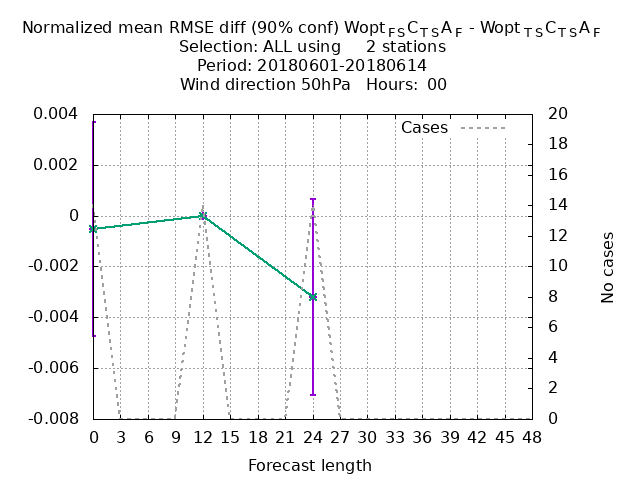 Normalized mean RMSE diff (90% conf) Wopt FS C TS A F - Wopt TS C TS A F
Selection: ALL using 2 stations
Period: 20180601-20180614
Wind direction 50hPa Hours: 00
Cases
0.004
0.002
0
-0.002
-0.004
-0.006
-0.008
20
18
16
14
12
10
8
6
4
2
0
No cases
0 3 6 9 12 15 18 21 24 27 30 33 36 39 42 45 48
Forecast length